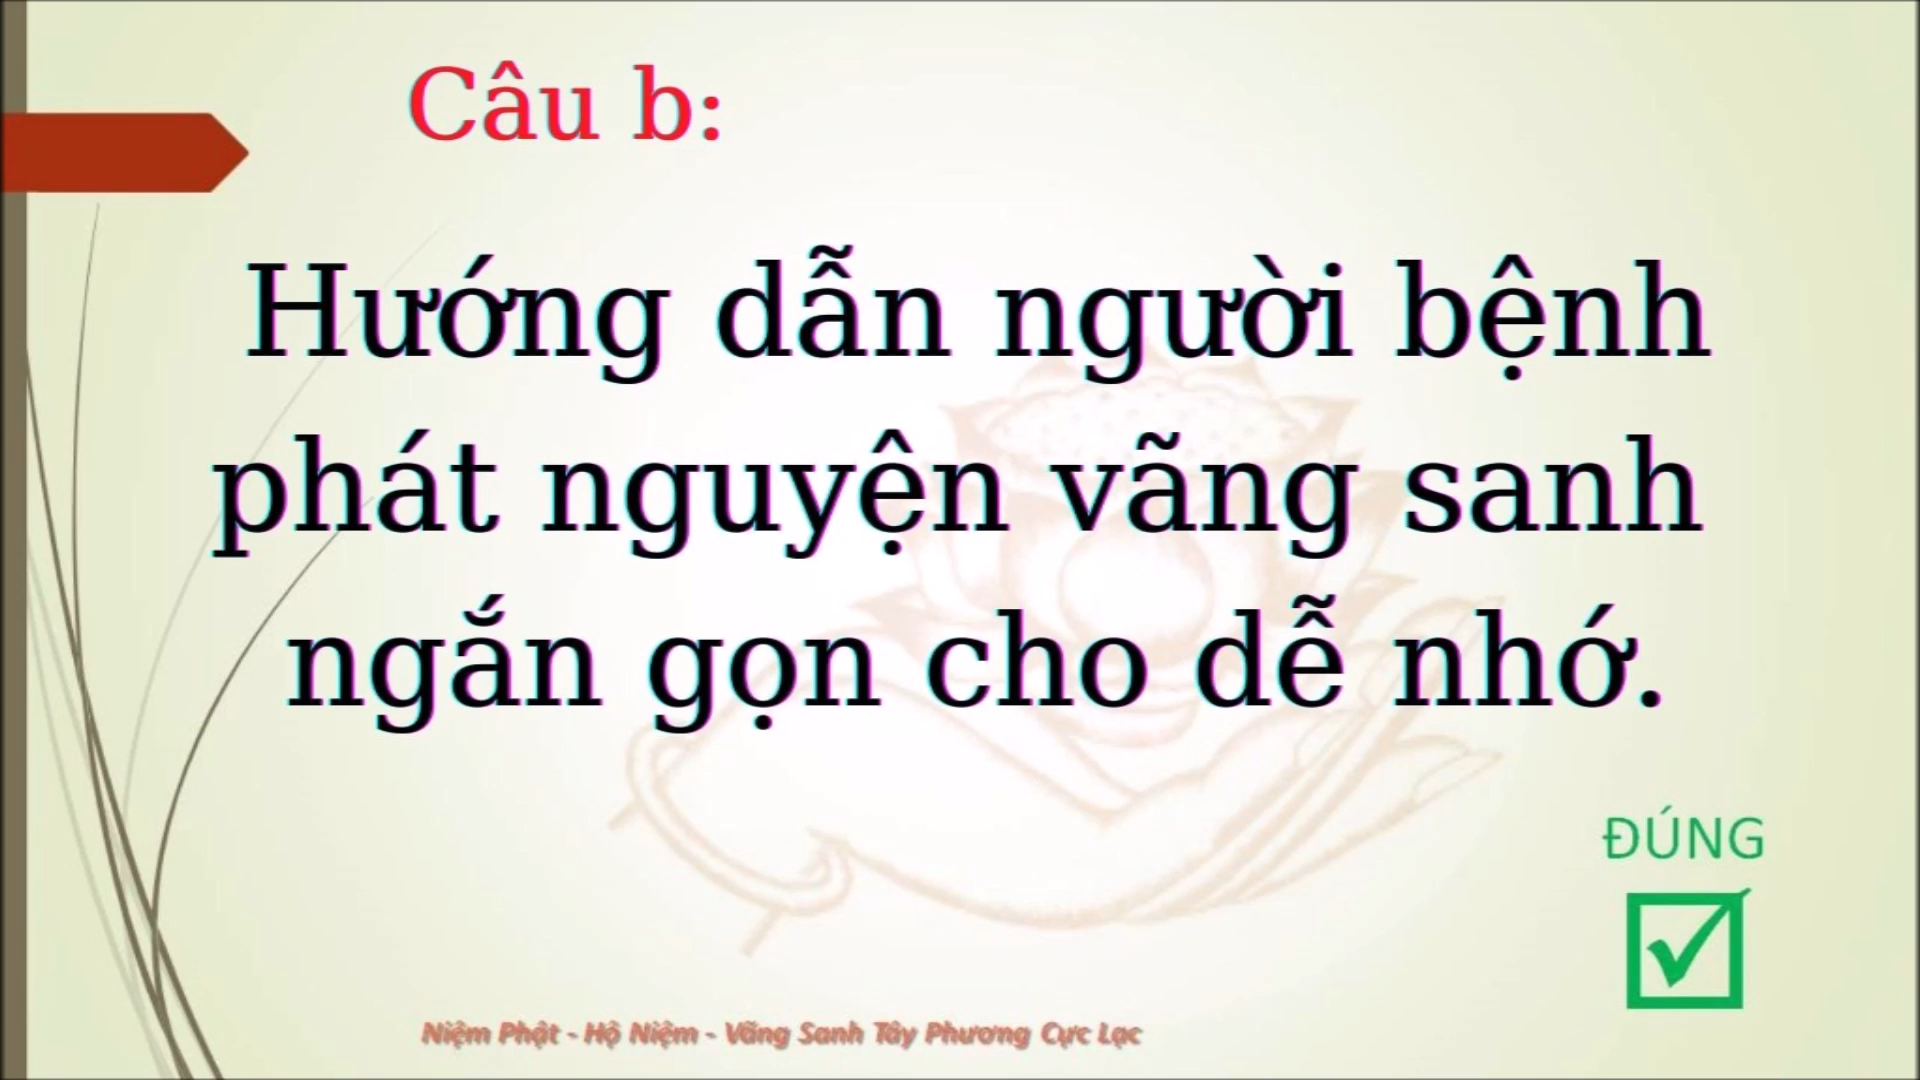 Câu b:
Hướng dẫn người bệnh
phát nguyện vãng sanh
ngắn gọn cho dễ nhớ.
ĐÚNG
Niệm Phật - Hộ Niệm - Vãng Sanh Tây Phương Cực Lạc